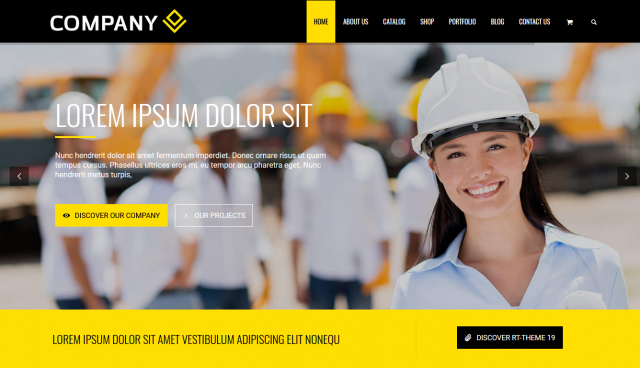 COMPANY
HOME ABOUT US CATALOG SHOP PORTFOLIO BLOG CONTACT US
LOREM IPSUM DOLOR SIT
Nunc hendrerit dolor sit amet fermentum imperdiet. Donec ornare risus ut quam
tempus cursus. Phasellus ultrices eros mi, eu tempor arcu pharetra eget. Nunc
hendrerit metus turpis,
DISCOVER OUR COMPANY
OUR PROJECTS
LOREM IPSUM DOLOR SIT AMET VESTIBULUM ADIPISCING ELIT NONEQU
DISCOVER RT-THEME 19